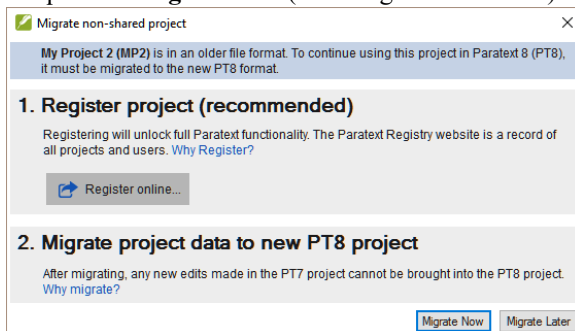 Migrate non-shared project
My Project 2 (MP2) is in an older file format. To continue using this project in Paratext 8 (PT8),
it must be migrated to the new PT8 format.
1. Register project (recommended)
Registering will unlock full Paratext functionality. The Paratext Registry website is a record of
all projects and users. Why Register?
Register online...
2. Migrate project data to new PT8 project
After migrating, any new edits made in the PT7 project cannot be brought into the PT8 project.
Why migrate?
Migrate Now Migrate Later